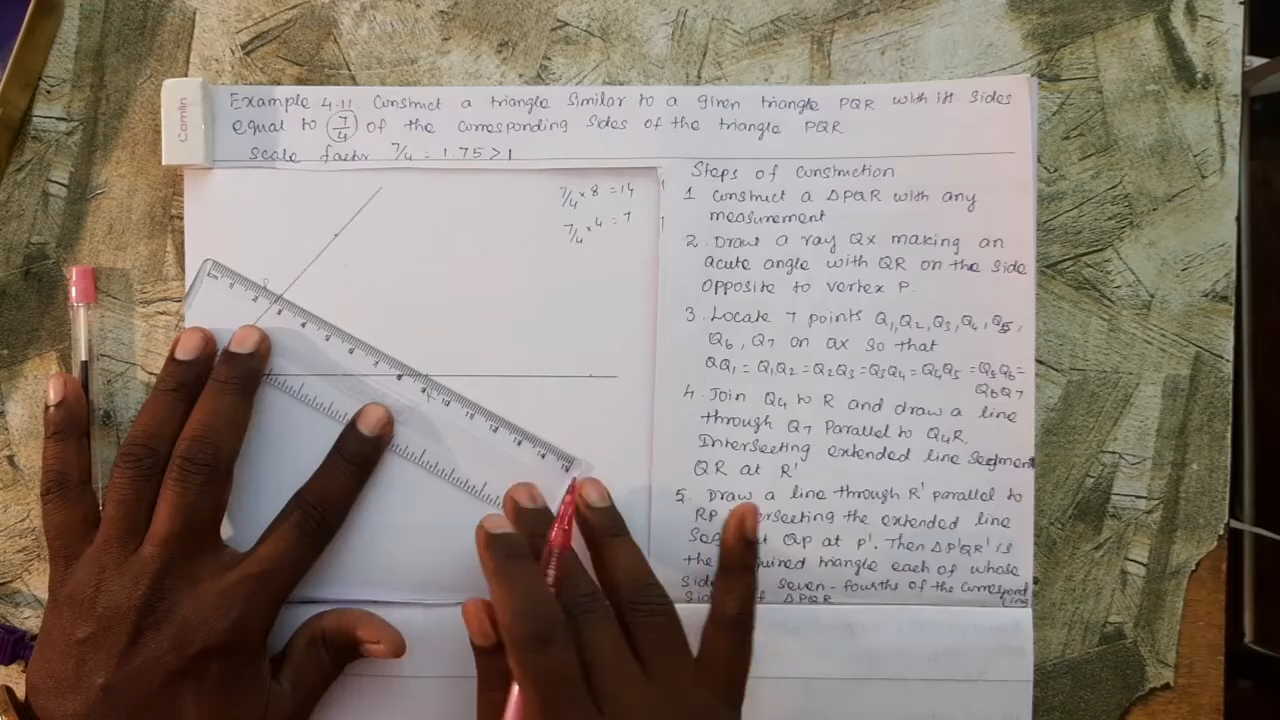 Camlin
Example 4.11 Construct a triangle similar to a given triangle PQR with its sides
equal to 7/4 of the corresponding sides of the triangle PQR
Scale factor 7/4 = 1.75 > 1
7/4 × 8 = 14
7/4 × 4 = 7
Steps of Construction
1 Construct a ΔPQR with any
measurement
2. Draw a ray Qx making an
acute angle with QR on the side
opposite to vertex P.
3. Locate 7 points Q1, Q2, Q3, Q4, Q5,
Q6, Q7 on Qx so that
QQ1 = Q1Q2 = Q2Q3 = Q3Q4 = Q4Q5 = Q5Q6 =
Q6Q7
4. Join Q4 to R and draw a line
through Q7 Parallel to Q4R
Intersecting extended line Segment
QR at R'
5. Draw a line through R' parallel to
RP the extended line
QP at P'. Then ΔP'QR' is
the triangle each of whose
seven-fourths of the Correspond
ing
ΔPQR